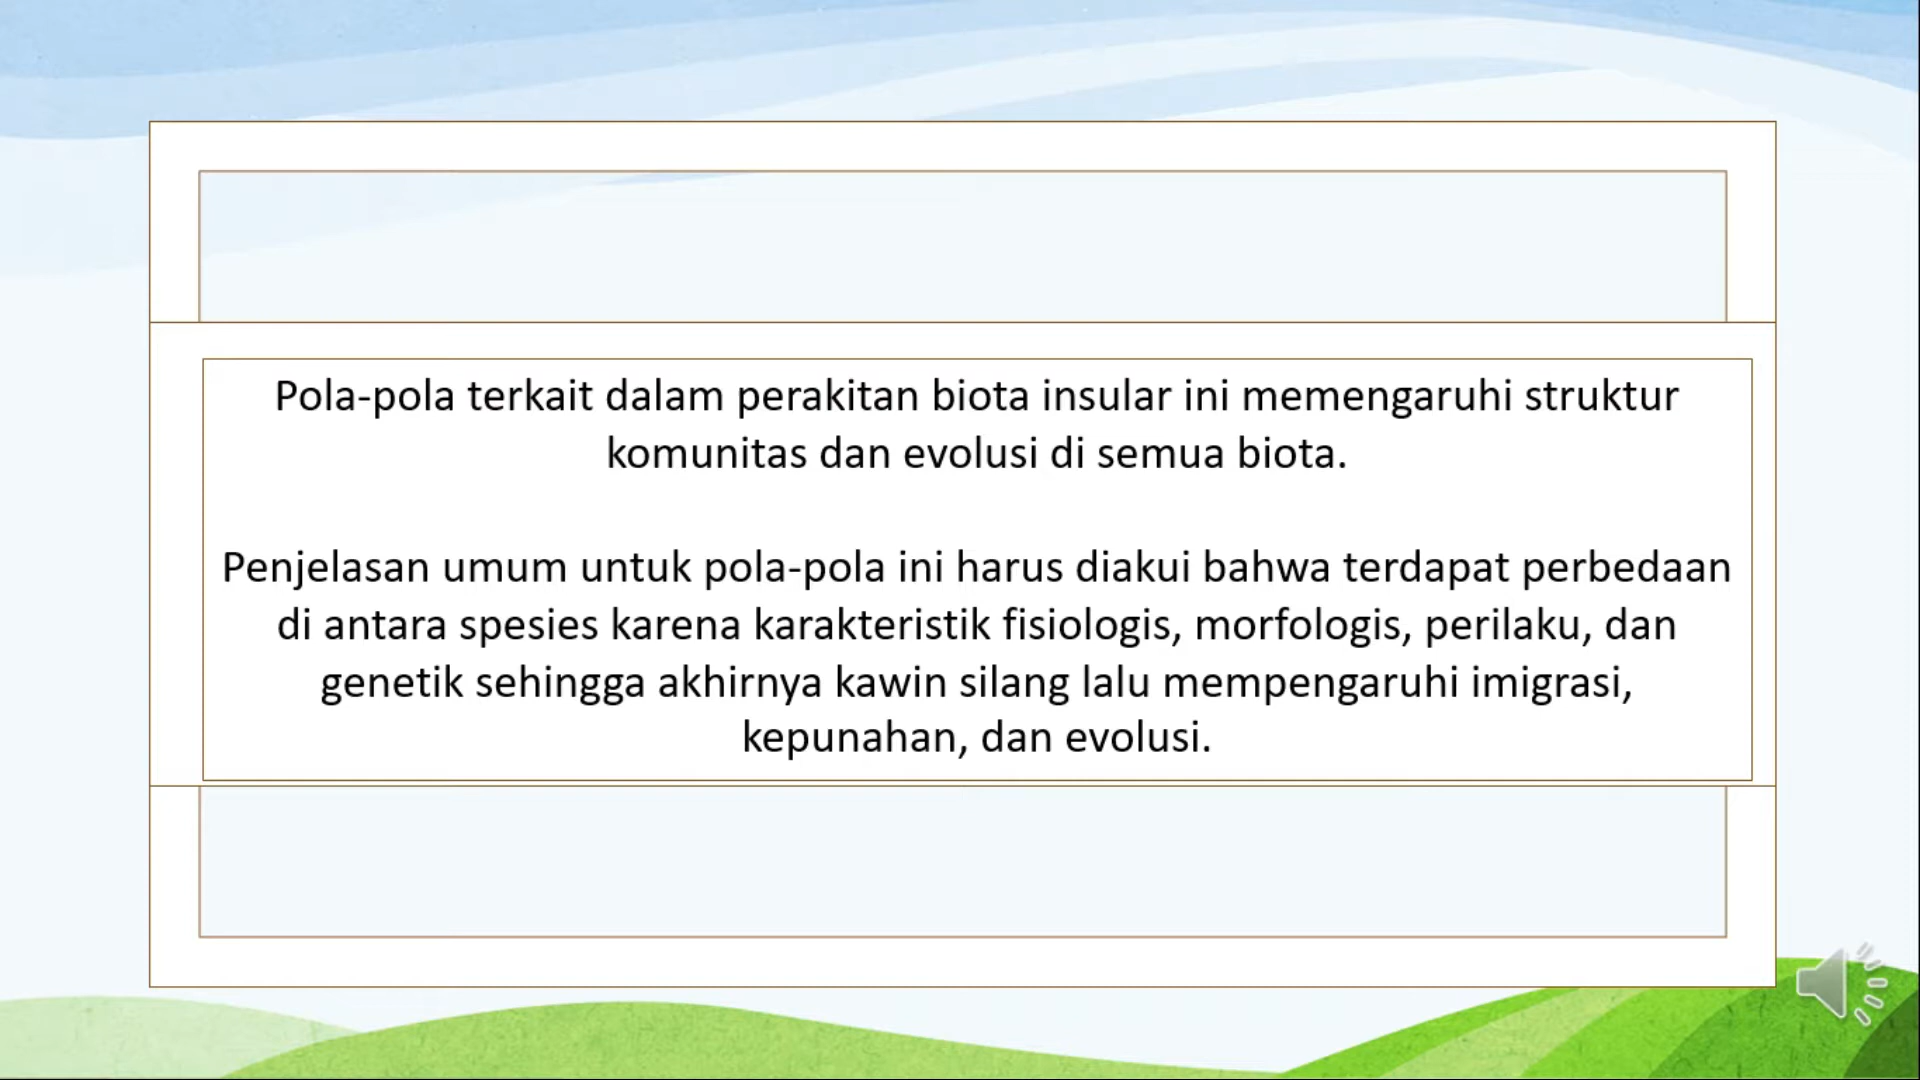 Pola-pola terkait dalam perakitan biota insular ini memengaruhi struktur
komunitas dan evolusi di semua biota.
Penjelasan umum untuk pola-pola ini harus diakui bahwa terdapat perbedaan
di antara spesies karena karakteristik fisiologis, morfologis, perilaku, dan
genetik sehingga akhirnya kawin silang lalu mempengaruhi imigrasi,
kepunahan, dan evolusi.